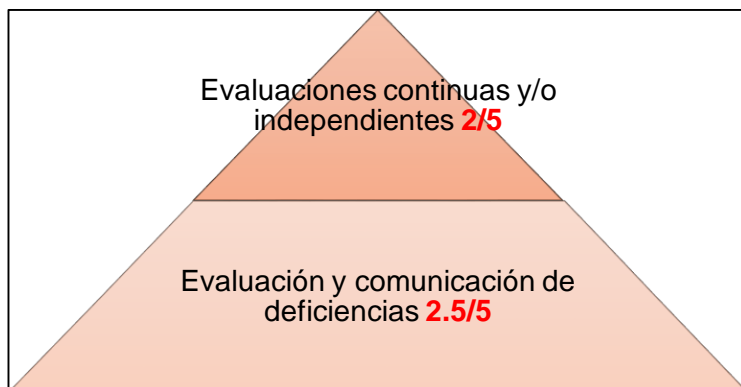 Evaluaciones continuas y/o
independientes 2/5
Evaluación y comunicación de
deficiencias 2.5/5